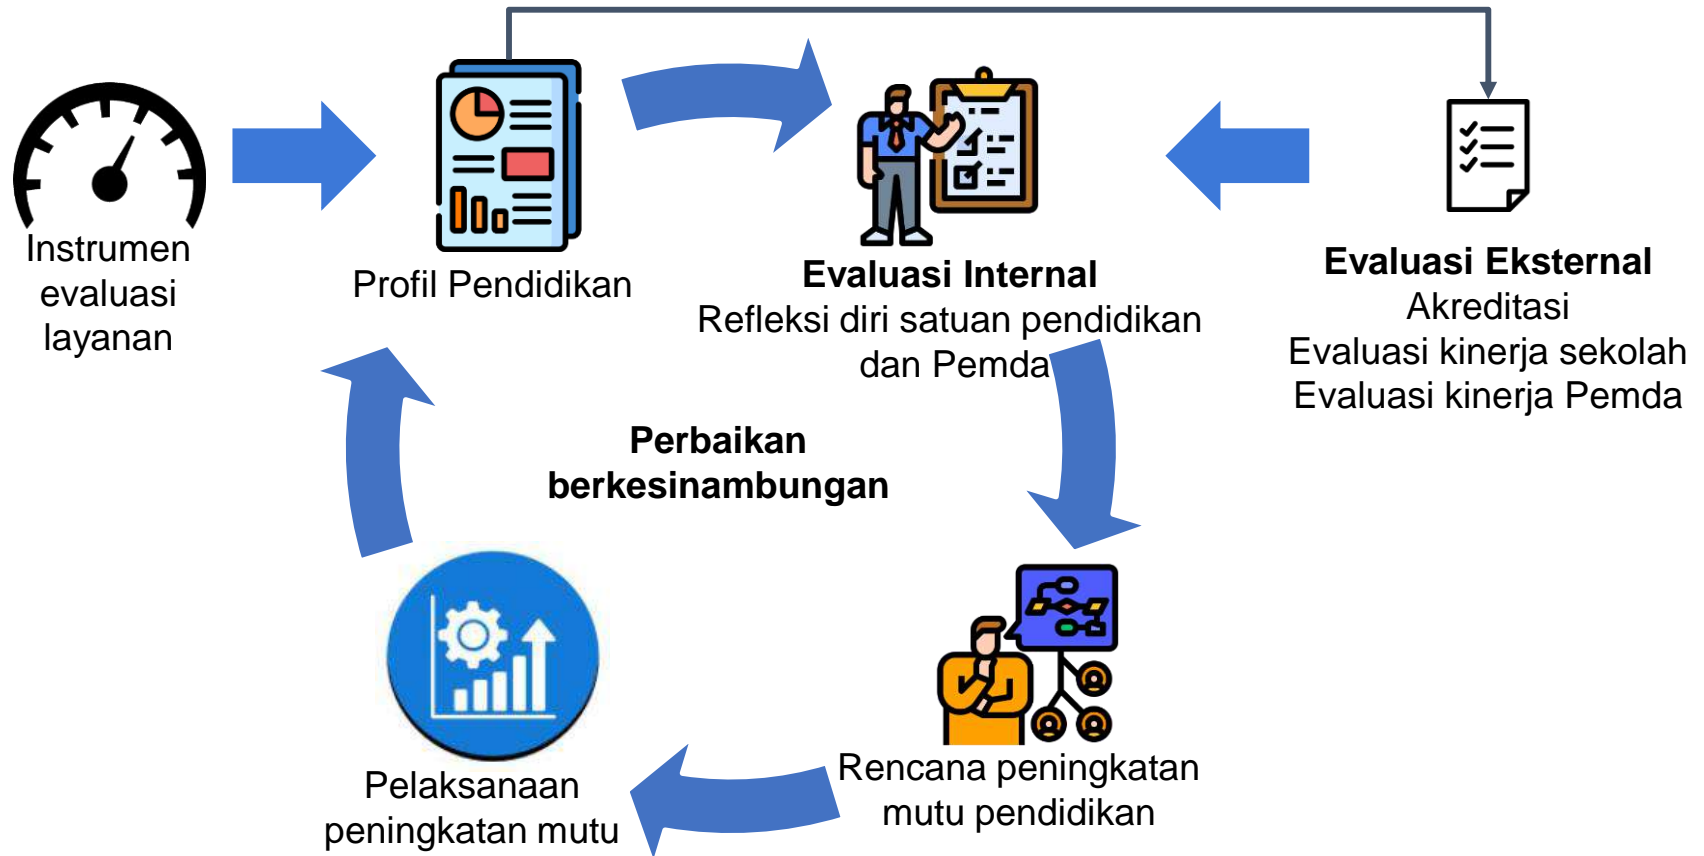 Instrumen
evaluasi
layanan
Profil Pendidikan
Evaluasi Internal
Refleksi diri satuan pendidikan
dan Pemda
Evaluasi Eksternal
Akreditasi
Evaluasi kinerja sekolah
Evaluasi kinerja Pemda
Perbaikan
berkesinambungan
Rencana peningkatan
mutu pendidikan
Pelaksanaan
peningkatan mutu